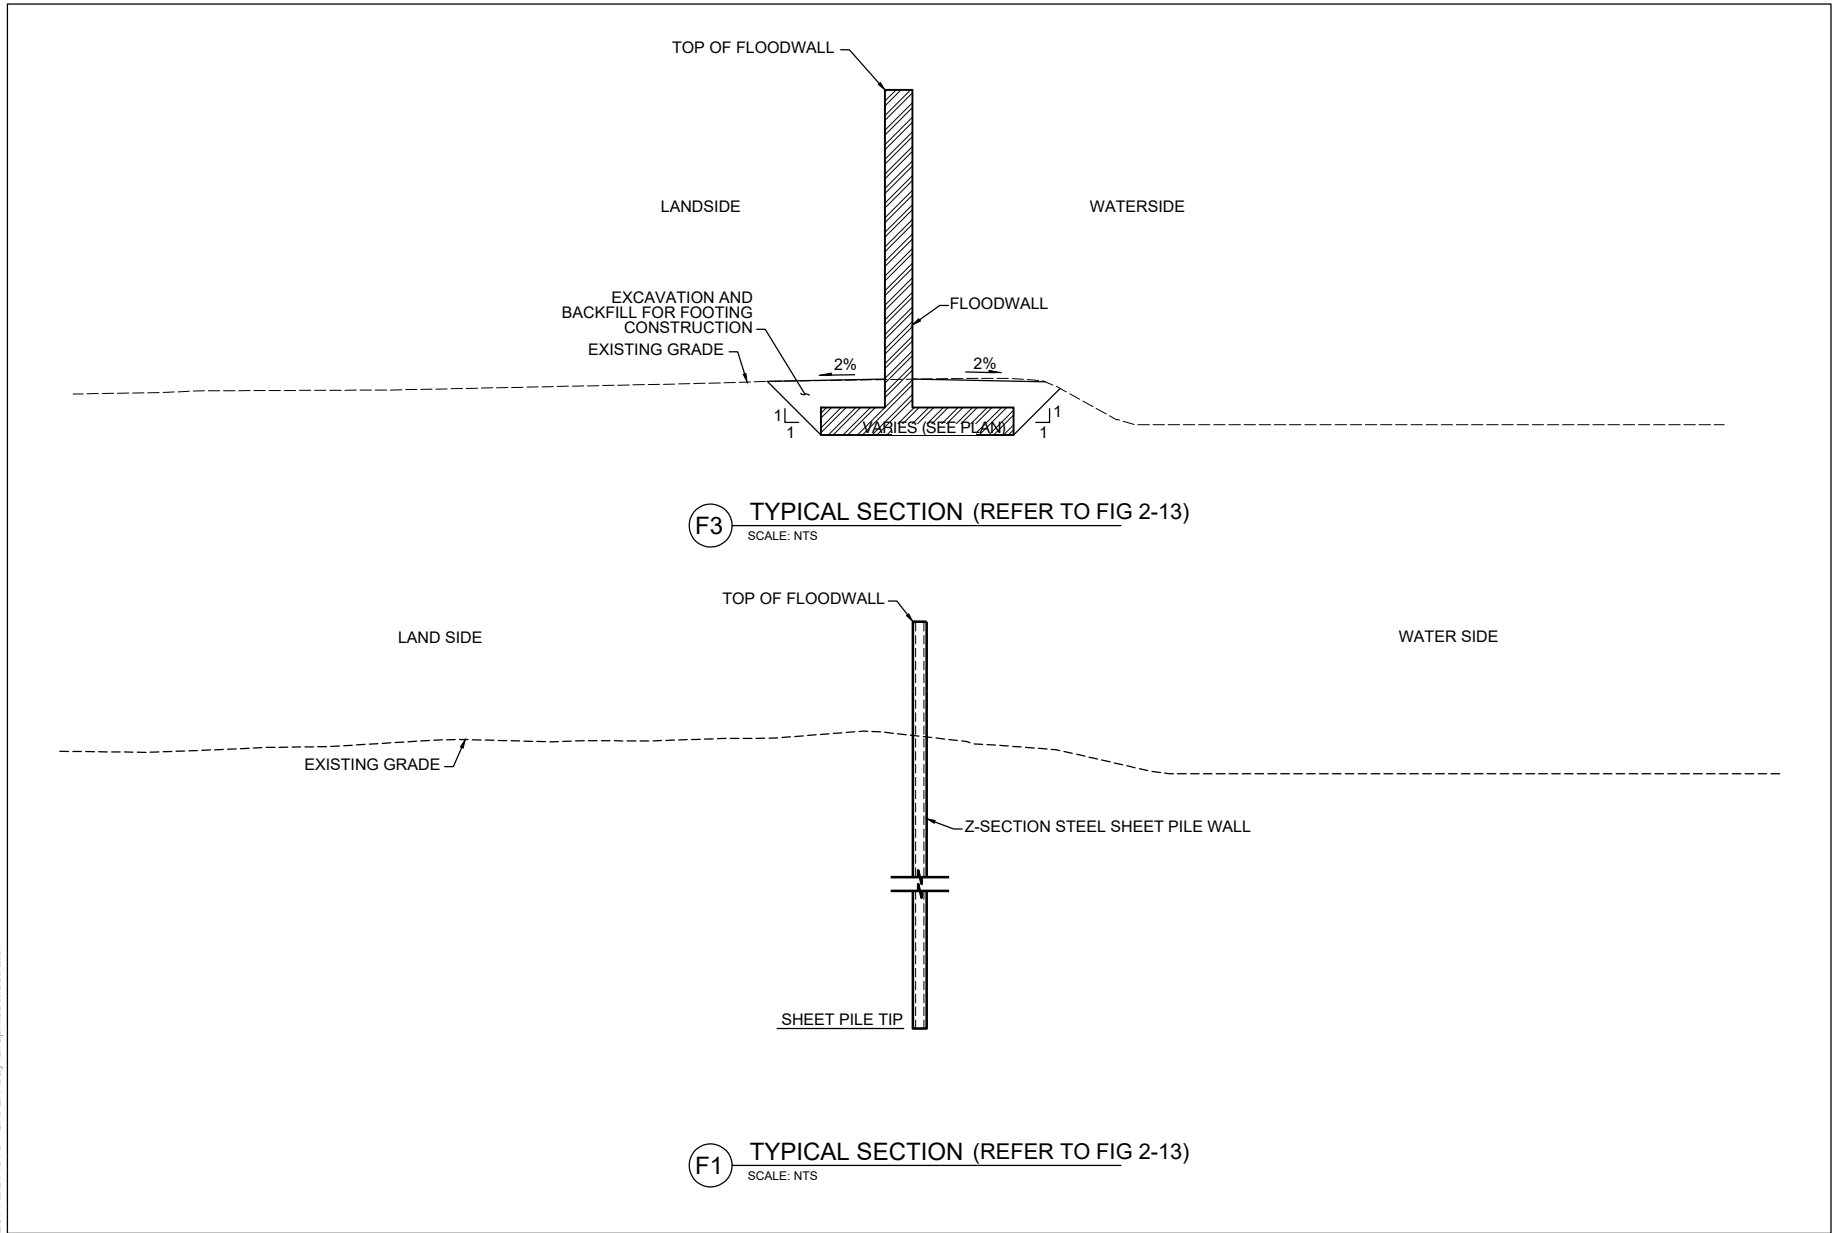 TOP OF FLOODWALL
LANDSIDE
WATERSIDE
EXCAVATION AND
BACKFILL FOR FOOTING
CONSTRUCTION
FLOODWALL
EXISTING GRADE
2%
2%
1
1
1
1
VARIES (SEE PLAN)
F3
TYPICAL SECTION (REFER TO FIG 2-13)
SCALE: NTS
TOP OF FLOODWALL
LAND SIDE
WATER SIDE
EXISTING GRADE
Z-SECTION STEEL SHEET PILE WALL
SHEET PILE TIP
F1
TYPICAL SECTION (REFER TO FIG 2-13)
SCALE: NTS